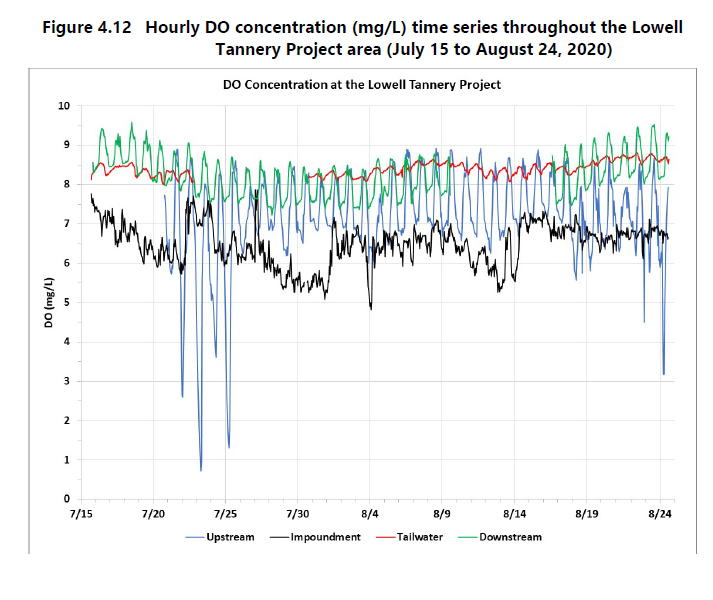 Figure 4.12 Hourly DO concentration (mg/L) time series throughout the Lowell
Tannery Project area (July 15 to August 24, 2020)
DO Concentration at the Lowell Tannery Project
10
9
8
7
6
5
4
3
2
1
0
DO (mg/L)
7/15 7/20 7/25 7/30 8/4 8/9 8/14 8/19 8/24
Upstream Impoundment Tailwater Downstream